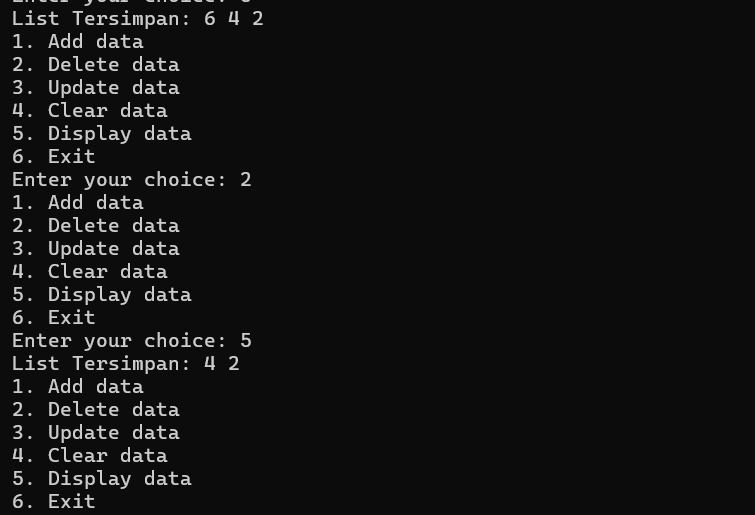 List Tersimpan: 6 4 2
1. Add data
2. Delete data
3. Update data
4. Clear data
5. Display data
6. Exit
Enter your choice: 2
1. Add data
2. Delete data
3. Update data
4. Clear data
5. Display data
6. Exit
Enter your choice: 5
List Tersimpan: 4 2
1. Add data
2. Delete data
3. Update data
4. Clear data
5. Display data
6. Exit